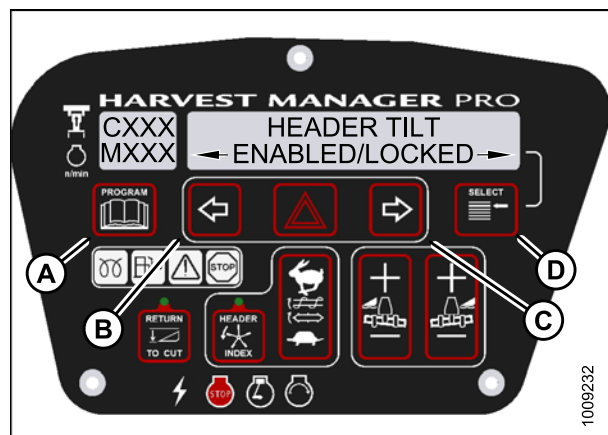 HARVEST MANAGER PRO
CXXX
MXXX
HEADER TILT
ENABLED/LOCKED
n/min
PROGRAM
SELECT
A
B
C
D
STOP
RETURN
TO CUT
HEADER
INDEX
STOP
1009232